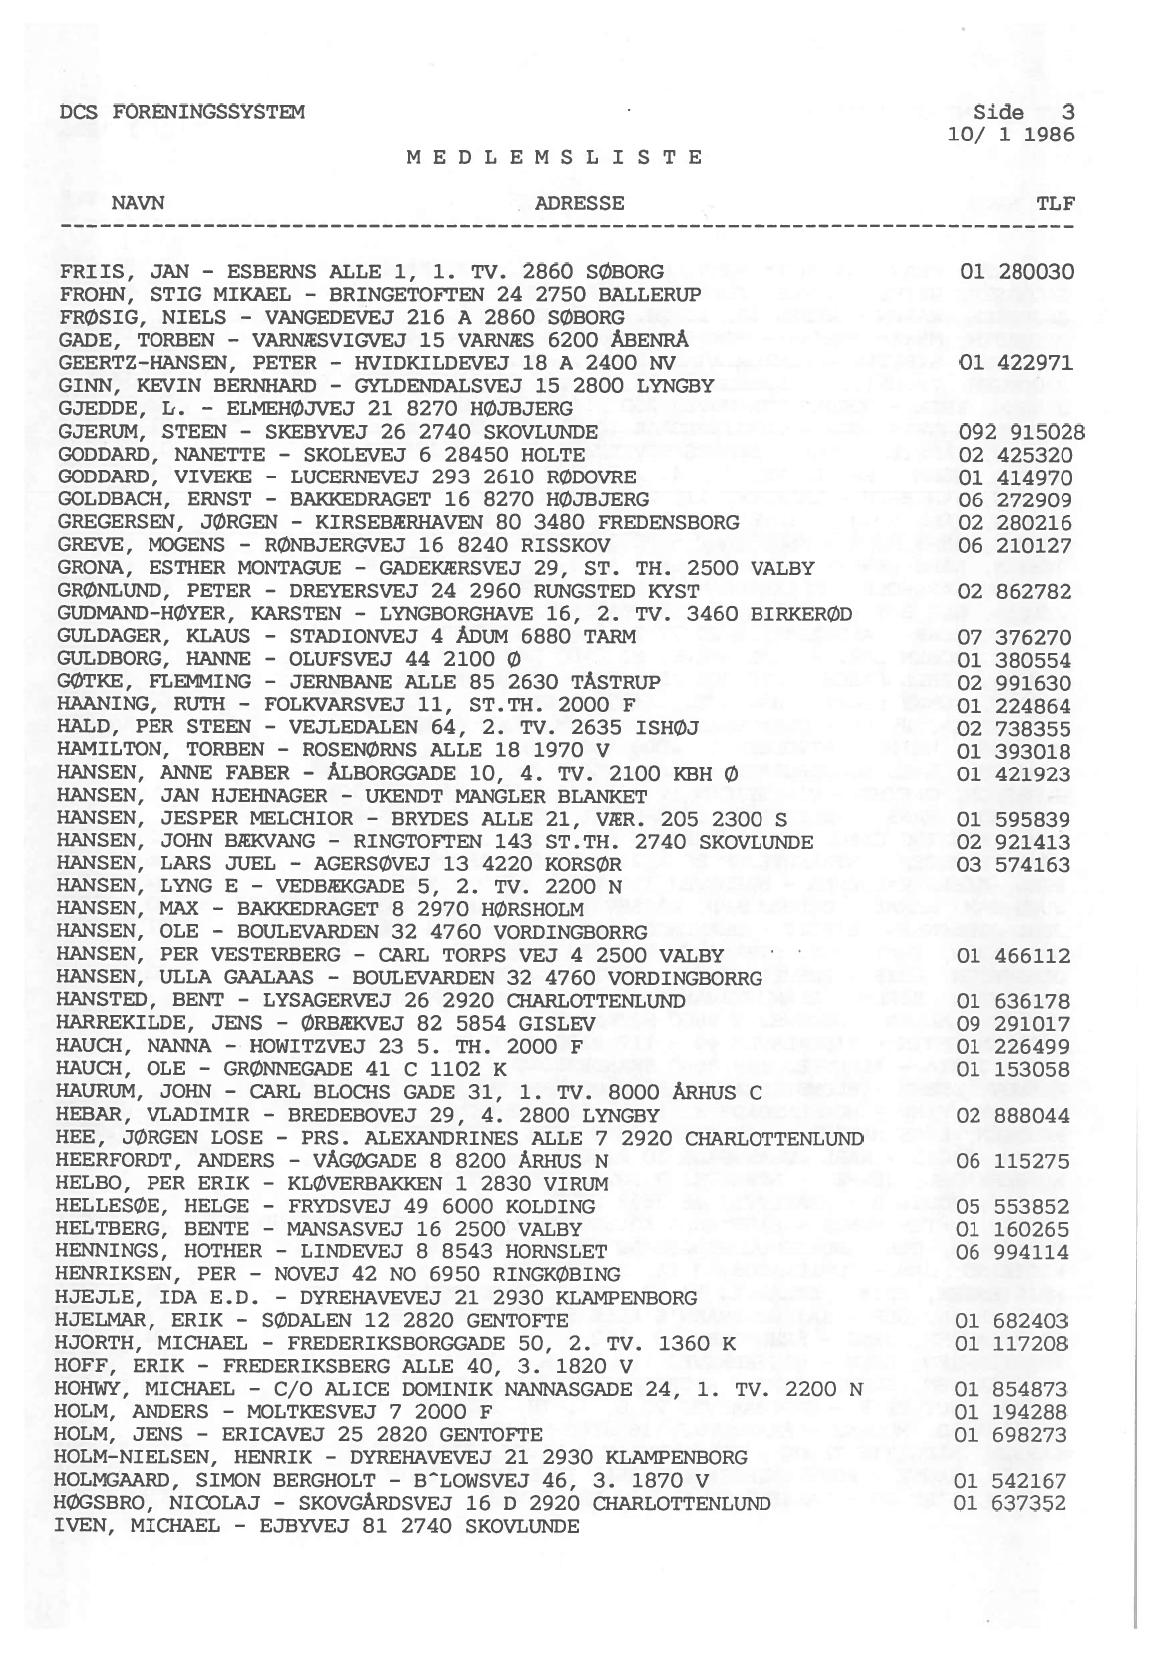 DCS FORENINGSSYSTEM Side 3
10/ 1 1986
M E D L E M S L I S T E
NAVN ADRESSE TLF
--------------------------------------------------------------------------------
FRIIS, JAN - ESBERNS ALLE 1, 1. TV. 2860 SØBORG 01 280030
FROHN, STIG MIKAEL - BRINGETOFTEN 24 2750 BALLERUP
FRØSIG, NIELS - VANGEDEVEJ 216 A 2860 SØBORG
GADE, TORBEN - VARNÆSVIGVEJ 15 VARNÆS 6200 ÅBENRÅ
GEERTZ-HANSEN, PETER - HVIDKILDEVEJ 18 A 2400 NV 01 422971
GINN, KEVIN BERNHARD - GYLDENDALSVEJ 15 2800 LYNGBY
GJEDDE, L. - ELMEHØJVEJ 21 8270 HØJBJERG
GJERUM, STEEN - SKEBYVEJ 26 2740 SKOVLUNDE 092 915028
GODDARD, NANETTE - SKOLEVEJ 6 28450 HOLTE 02 425320
GODDARD, VIVEKE - LUCERNEVEJ 293 2610 RØDOVRE 01 414970
GOLDBACH, ERNST - BAKKEDRAGET 16 8270 HØJBJERG 06 272909
GREGERSEN, JØRGEN - KIRSEBÆRHAVEN 80 3480 FREDENSBORG 02 280216
GREVE, MOGENS - RØNBJERGVEJ 16 8240 RISSKOV 06 210127
GRONA, ESTHER MONTAGUE - GADEKÆRSVEJ 29, ST. TH. 2500 VALBY
GRØNLUND, PETER - DREYERSVEJ 24 2960 RUNGSTED KYST 02 862782
GUDMAND-HØYER, KARSTEN - LYNGBORGHAVE 16, 2. TV. 3460 BIRKERØD
GULDAGER, KLAUS - STADIONVEJ 4 ÅDUM 6880 TARM 07 376270
GULDBORG, HANNE - OLUFSVEJ 44 2100 Ø 01 380554
GØTKE, FLEMMING - JERNBANE ALLE 85 2630 TÅSTRUP 02 991630
HAANING, RUTH - FOLKVARSVEJ 11, ST.TH. 2000 F 01 224864
HALD, PER STEEN - VEJLEDALEN 64, 2. TV. 2635 ISHØJ 02 738355
HAMILTON, TORBEN - ROSENØRNS ALLE 18 1970 V 01 393018
HANSEN, ANNE FABER - ÅLBORGGADE 10, 4. TV. 2100 KBH Ø 01 421923
HANSEN, JAN HJEHNAGER - UKENDT MANGLER BLANKET
HANSEN, JESPER MELCHIOR - BRYDES ALLE 21, VÆR. 205 2300 S 01 595839
HANSEN, JOHN BÆKVANG - RINGTOFTEN 143 ST.TH. 2740 SKOVLUNDE 02 921413
HANSEN, LARS JUEL - AGERSØVEJ 13 4220 KORSØR 03 574163
HANSEN, LYNG E - VEDBÆKGADE 5, 2. TV. 2200 N
HANSEN, MAX - BAKKEDRAGET 8 2970 HØRSHOLM
HANSEN, OLE - BOULEVARDEN 32 4760 VORDINGBORRG
HANSEN, PER VESTERBERG - CARL TORPS VEJ 4 2500 VALBY 01 466112
HANSEN, ULLA GAALAAS - BOULEVARDEN 32 4760 VORDINGBORRG
HANSTED, BENT - LYSAGERVEJ 26 2920 CHARLOTTENLUND 01 636178
HARREKILDE, JENS - ØRBÆKVEJ 82 5854 GISLEV 09 291017
HAUCH, NANNA - HOWITZVEJ 23 5. TH. 2000 F 01 226499
HAUCH, OLE - GRØNNEGADE 41 C 1102 K 01 153058
HAURUM, JOHN - CARL BLOCHS GADE 31, 1. TV. 8000 ÅRHUS C
HEBAR, VLADIMIR - BREDEBOVEJ 29, 4. 2800 LYNGBY 02 888044
HEE, JØRGEN LOSE - PRS. ALEXANDRINES ALLE 7 2920 CHARLOTTENLUND
HEERFORDT, ANDERS - VÅGØGADE 8 8200 ÅRHUS N 06 115275
HELBO, PER ERIK - KLØVERBAKKEN 1 2830 VIRUM
HELLESØE, HELGE - FRYDSVEJ 49 6000 KOLDING 05 553852
HELTBERG, BENTE - MANSASVEJ 16 2500 VALBY 01 160265
HENNINGS, HOTHER - LINDEVEJ 8 8543 HORNSLET 06 994114
HENRIKSEN, PER - NOVEJ 42 NO 6950 RINGKØBING
HJEJLE, IDA E.D. - DYREHAVEVEJ 21 2930 KLAMPENBORG
HJELMAR, ERIK - SØDALEN 12 2820 GENTOFTE 01 682403
HJORTH, MICHAEL - FREDERIKSBORGGADE 50, 2. TV. 1360 K 01 117208
HOFF, ERIK - FREDERIKSBERG ALLE 40, 3. 1820 V
HOHWY, MICHAEL - C/O ALICE DOMINIK NANNASGADE 24, 1. TV. 2200 N 01 854873
HOLM, ANDERS - MOLTKESVEJ 7 2000 F 01 194288
HOLM, JENS - ERICAVEJ 25 2820 GENTOFTE 01 698273
HOLM-NIELSEN, HENRIK - DYREHAVEVEJ 21 2930 KLAMPENBORG
HOLMGAARD, SIMON BERGHOLT - B^LOWSVEJ 46, 3. 1870 V 01 542167
HØGSBRO, NICOLAJ - SKOVGÅRDSVEJ 16 D 2920 CHARLOTTENLUND 01 637352
IVEN, MICHAEL - EJBYVEJ 81 2740 SKOVLUNDE